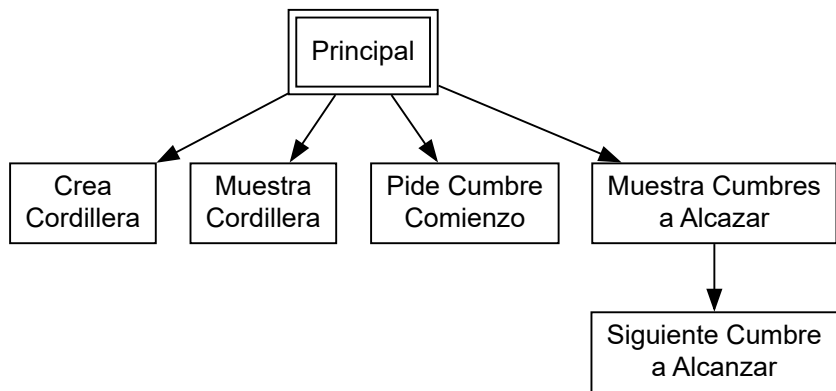 Principal
Crea
Cordillera
Muestra
Cordillera
Pide Cumbre
Comienzo
Muestra Cumbres
a Alcazar
Siguiente Cumbre
a Alcanzar